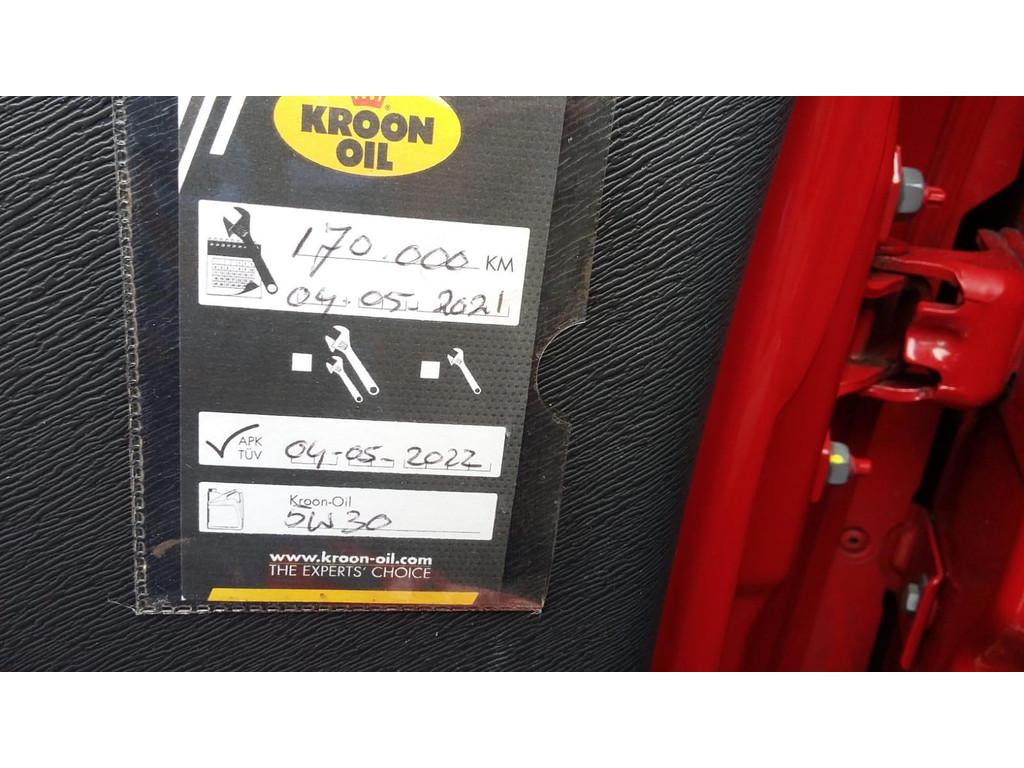 KROON
OIL
170.000 KM
04-05-2021
APK
TÜV
04-05-2022
Kroon-Oil
5W30
www.kroon-oil.com
THE EXPERTS' CHOICE